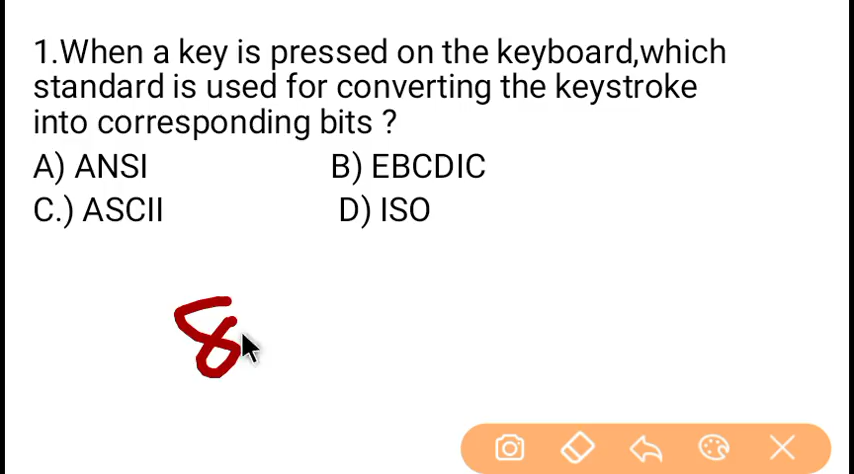 1.When a key is pressed on the keyboard,which
standard is used for converting the keystroke
into corresponding bits ?
A) ANSI B) EBCDIC
C.) ASCII D) ISO
8